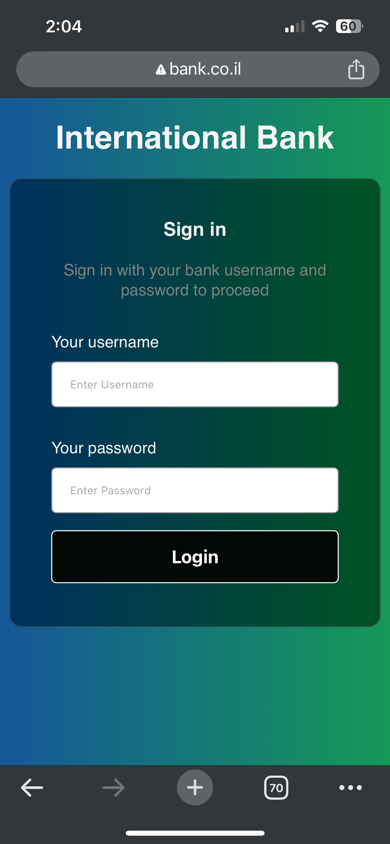 2:04
60
bank.co.il
International Bank
Sign in
Sign in with your bank username and
password to proceed
Your username
Enter Username
Your password
Enter Password
Login
70